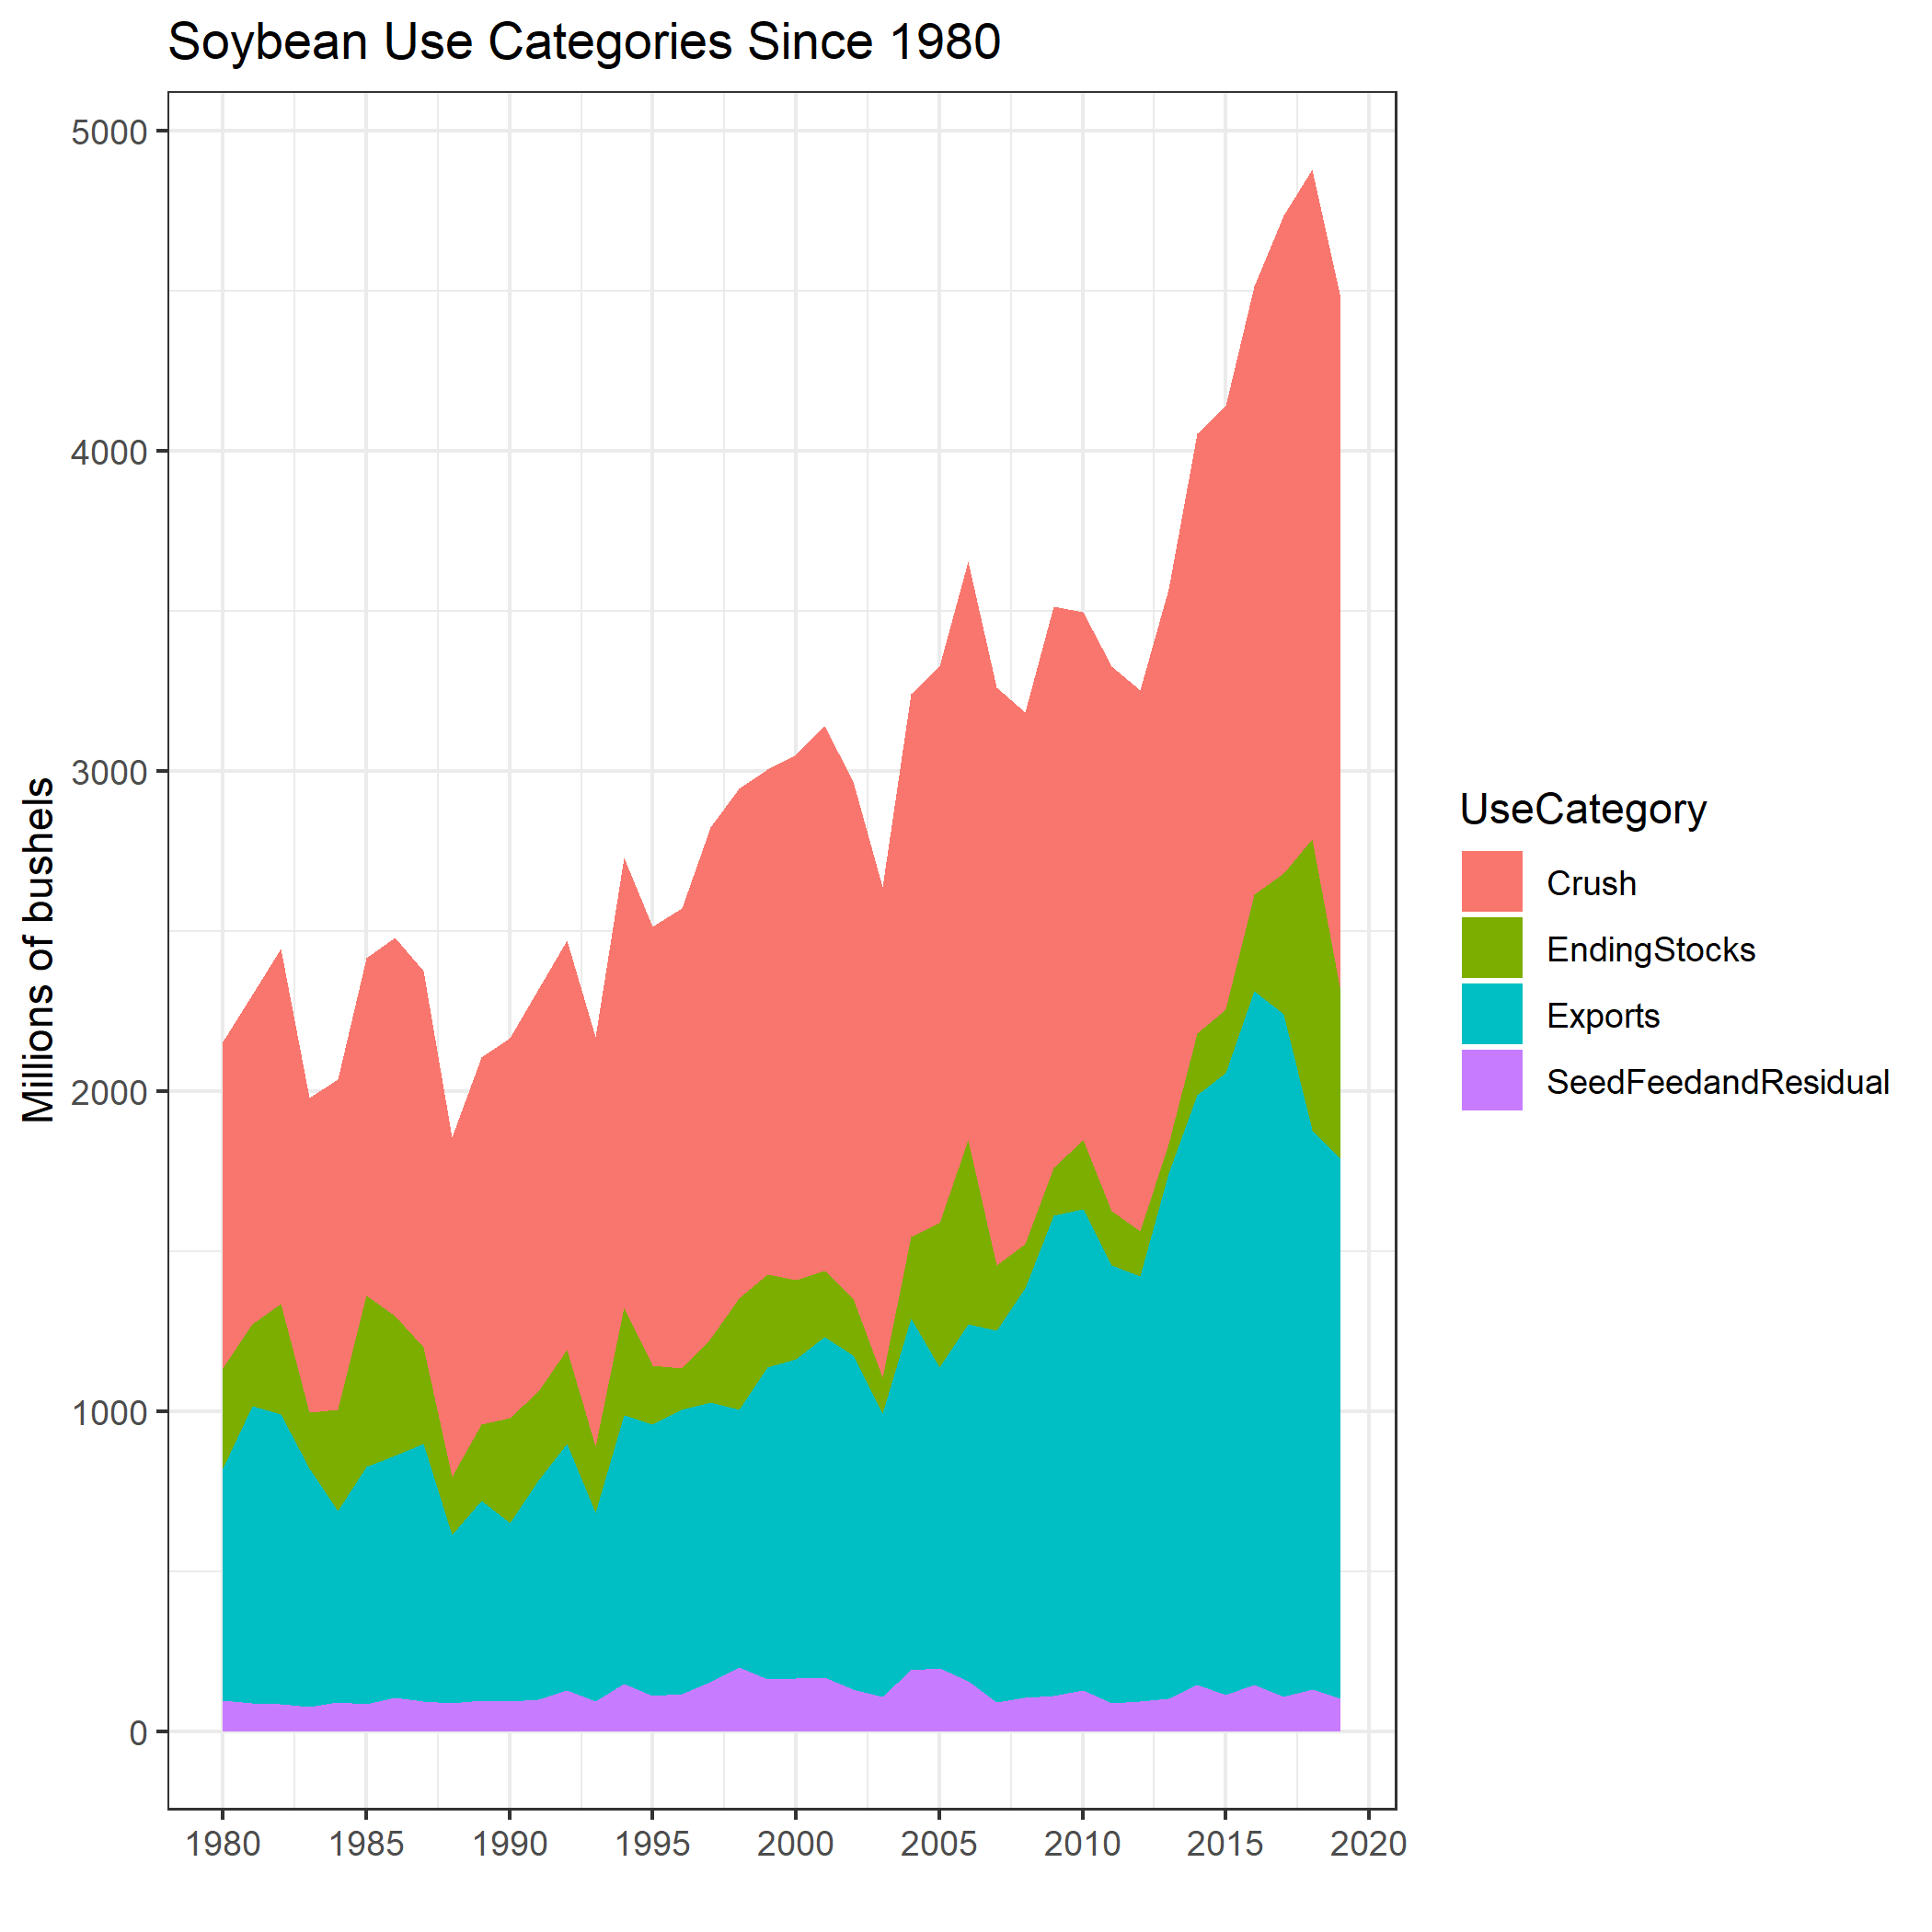 Soybean Use Categories Since 1980
Millions of bushels
5000
4000
3000
2000
1000
0
1980 1985 1990 1995 2000 2005 2010 2015 2020
UseCategory
Crush
EndingStocks
Exports
SeedFeedandResidual